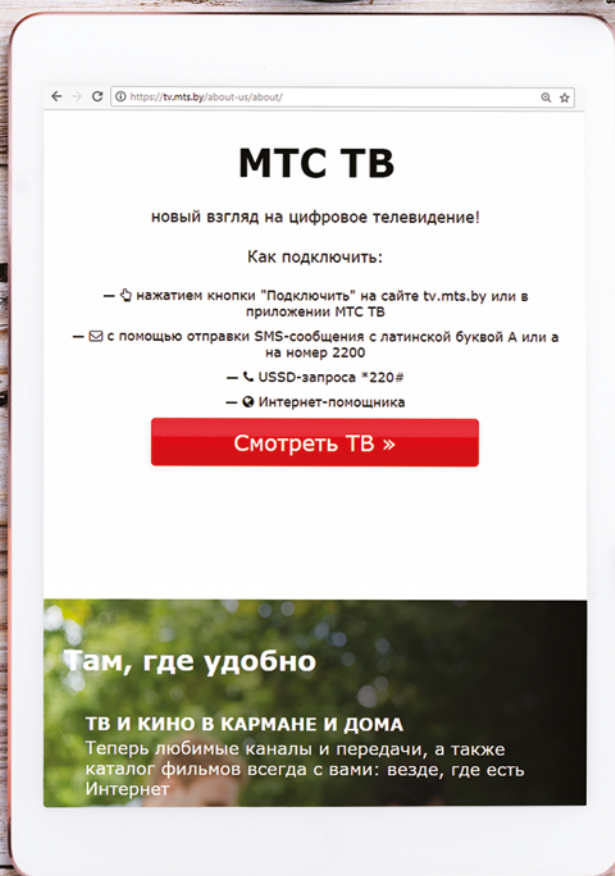 https://tv.mts.by/about-us/about/
МТС ТВ
новый взгляд на цифровое телевидение!
Как подключить:
— нажатием кнопки "Подключить" на сайте tv.mts.by или в
приложении МТС ТВ
— с помощью отправки SMS-сообщения с латинской буквой А или а
на номер 2200
— USSD-запроса *220#
— Интернет-помощника
Смотреть ТВ »
Там, где удобно
ТВ И КИНО В КАРМАНЕ И ДОМА
Теперь любимые каналы и передачи, а также
каталог фильмов всегда с вами: везде, где есть
Интернет